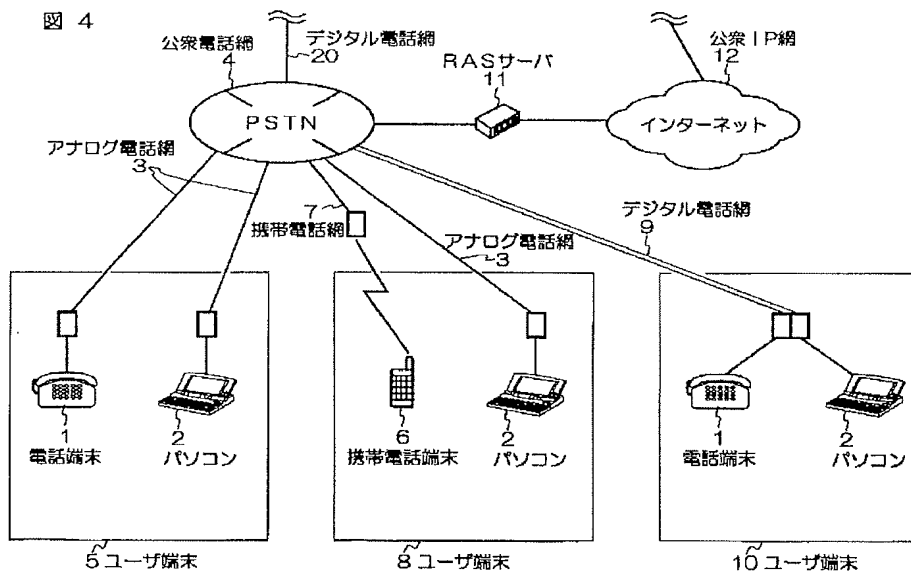 図 4
公衆電話網
4
デジタル電話網
20
RASサーバ
11
公衆IP網
12
PSTN
インターネット
アナログ電話網
3
7
携帯電話網
アナログ電話網
3
デジタル電話網
9
1
電話端末
2
パソコン
6
携帯電話端末
2
パソコン
1
電話端末
2
パソコン
5 ユーザ端末
8 ユーザ端末
10 ユーザ端末